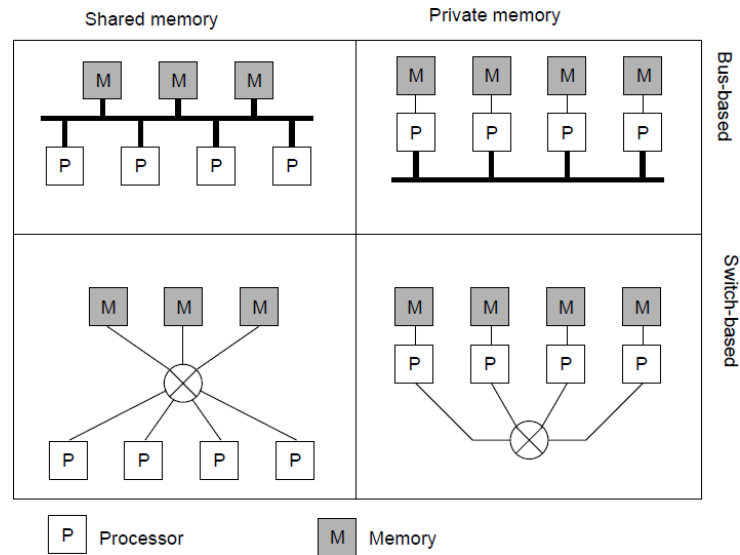 Shared memory
Private memory
M M M
P P P P
M M M M
P P P P
Bus-based
M M M
P P P P
M M M M
P P P P
Switch-based
P Processor
M Memory